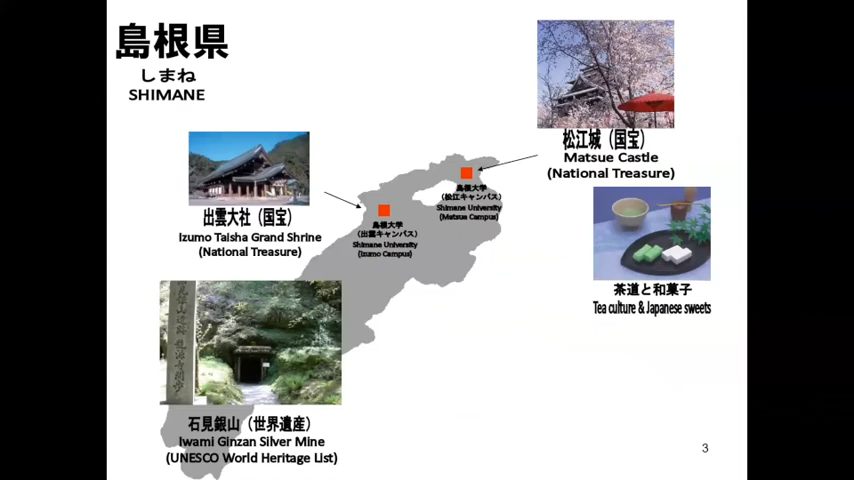 島根県
しまね
SHIMANE
松江城（国宝）
Matsue Castle
(National Treasure)
出雲大社（国宝）
Izumo Taisha Grand Shrine
(National Treasure)
島根大学
（松江キャンパス）
Shimane University
(Matsue Campus)
島根大学
（出雲キャンパス）
Shimane University
(Izumo Campus)
茶道と和菓子
Tea culture & Japanese sweets
石見銀山（世界遺産）
Iwami Ginzan Silver Mine
(UNESCO World Heritage List)
3